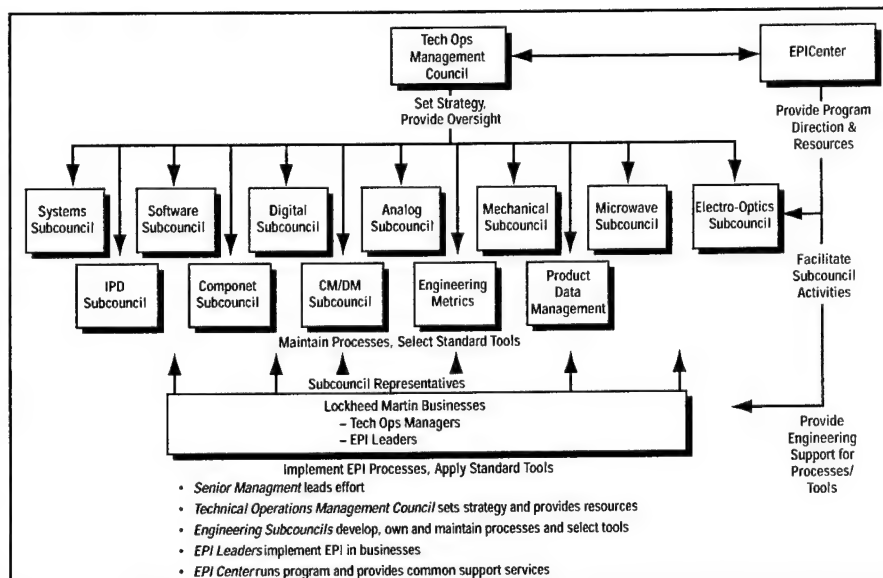 Tech Ops
Management
Council
EPICenter
Set Strategy,
Provide Oversight
Provide Program
Direction &
Resources
Systems
Subcouncil
Software
Subcouncil
Digital
Subcouncil
Analog
Subcouncil
Mechanical
Subcouncil
Microwave
Subcouncil
Electro-Optics
Subcouncil
IPD
Subcouncil
Componet
Subcouncil
CM/DM
Subcouncil
Engineering
Metrics
Product
Data
Management
Facilitate
Subcouncil
Activities
Maintain Processes, Select Standard Tools
Subcouncil Representatives
Lockheed Martin Businesses
– Tech Ops Managers
– EPI Leaders
Provide
Engineering
Support for
Processes/
Tools
Implement EPI Processes, Apply Standard Tools
• Senior Managment leads effort
• Technical Operations Management Council sets strategy and provides resources
• Engineering Subcouncils develop, own and maintain processes and select tools
• EPI Leaders implement EPI in businesses
• EPI Center runs program and provides common support services